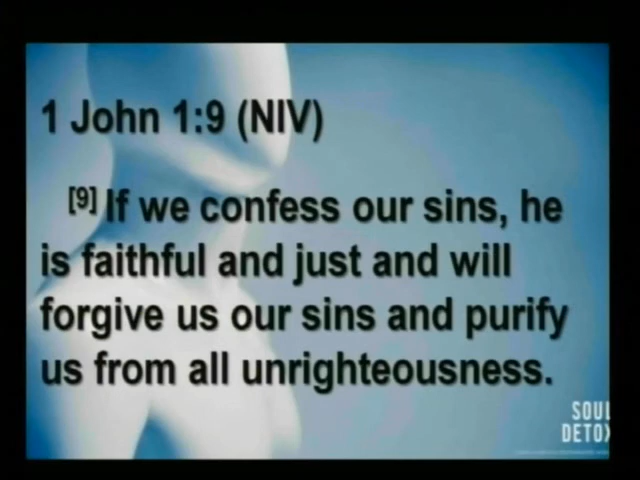 1 John 1:9 (NIV)
[9] If we confess our sins, he
is faithful and just and will
forgive us our sins and purify
us from all unrighteousness.
SOUL
DETOX